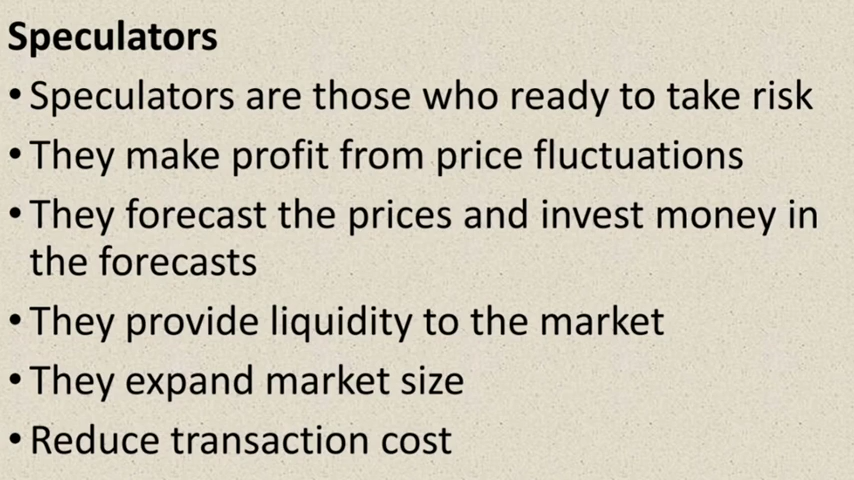 Speculators
• Speculators are those who ready to take risk
• They make profit from price fluctuations
• They forecast the prices and invest money in
the forecasts
• They provide liquidity to the market
• They expand market size
• Reduce transaction cost